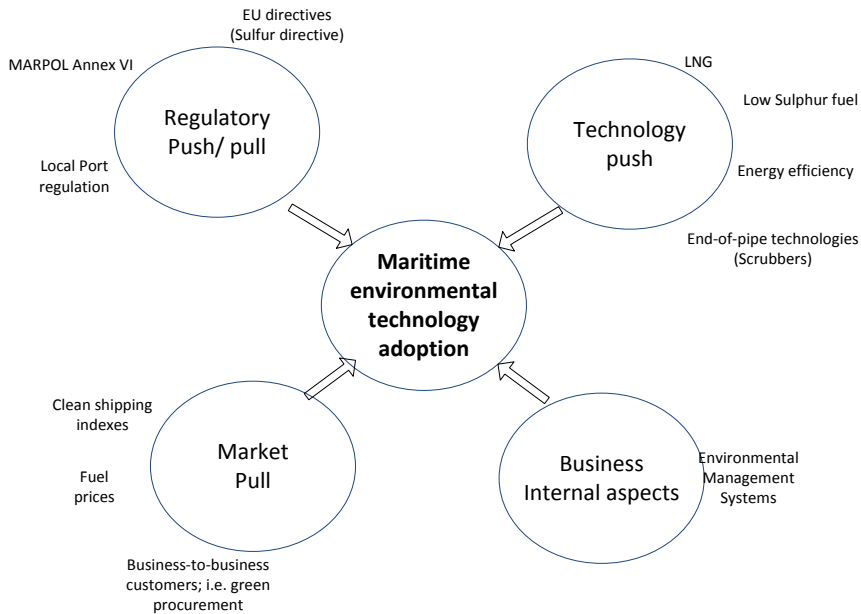 EU directives
(Sulfur directive)
MARPOL Annex VI
Regulatory
Push/ pull
Local Port
regulation
LNG
Low Sulphur fuel
Technology
push
Energy efficiency
End-of-pipe technologies
(Scrubbers)
Maritime
environmental
technology
adoption
Clean shipping
indexes
Market
Pull
Fuel
prices
Business-to-business
customers; i.e. green
procurement
Business
Internal aspects
Environmental
Management
Systems